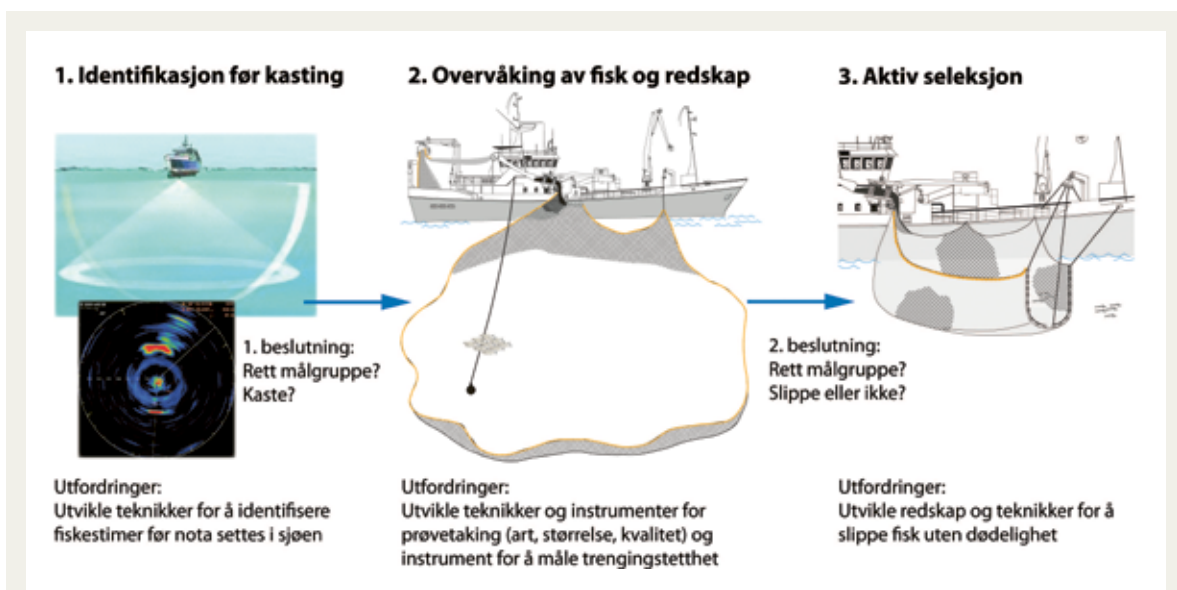 1. Identifikasjon før kasting
2. Overvåking av fisk og redskap
3. Aktiv seleksjon
1. beslutning:
Rett målgruppe?
Kaste?
2. beslutning:
Rett målgruppe?
Slippe eller ikke?
Utfordringer:
Utvikle teknikker for å identifisere
fiskestimer før nota settes i sjøen
Utfordringer:
Utvikle teknikker og instrumenter for
prøvetaking (art, størrelse, kvalitet) og
instrument for å måle trengingstetthet
Utfordringer:
Utvikle redskap og teknikker for å
slippe fisk uten dødelighet